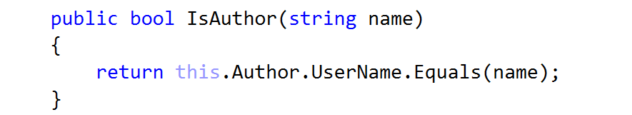 public bool IsAuthor(string name)
{
    return this.Author.UserName.Equals(name);
}